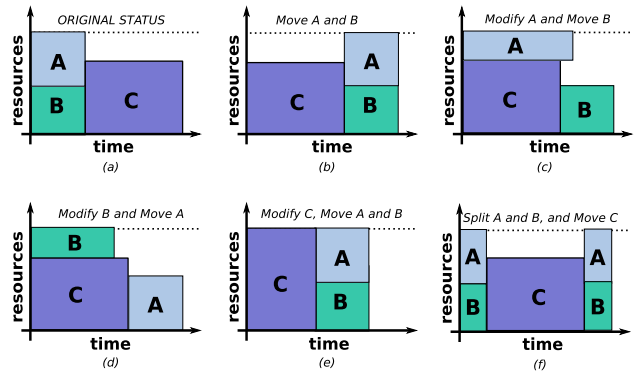 ORIGINAL STATUS
resources
A
B
C
time
(a)
Move A and B
resources
A
C
B
time
(b)
Modify A and Move B
resources
A
C
B
time
(c)
Modify B and Move A
resources
B
C
A
time
(d)
Modify C, Move A and B
resources
A
C
B
time
(e)
Split A and B, and Move C
resources
A
A
C
B
B
time
(f)